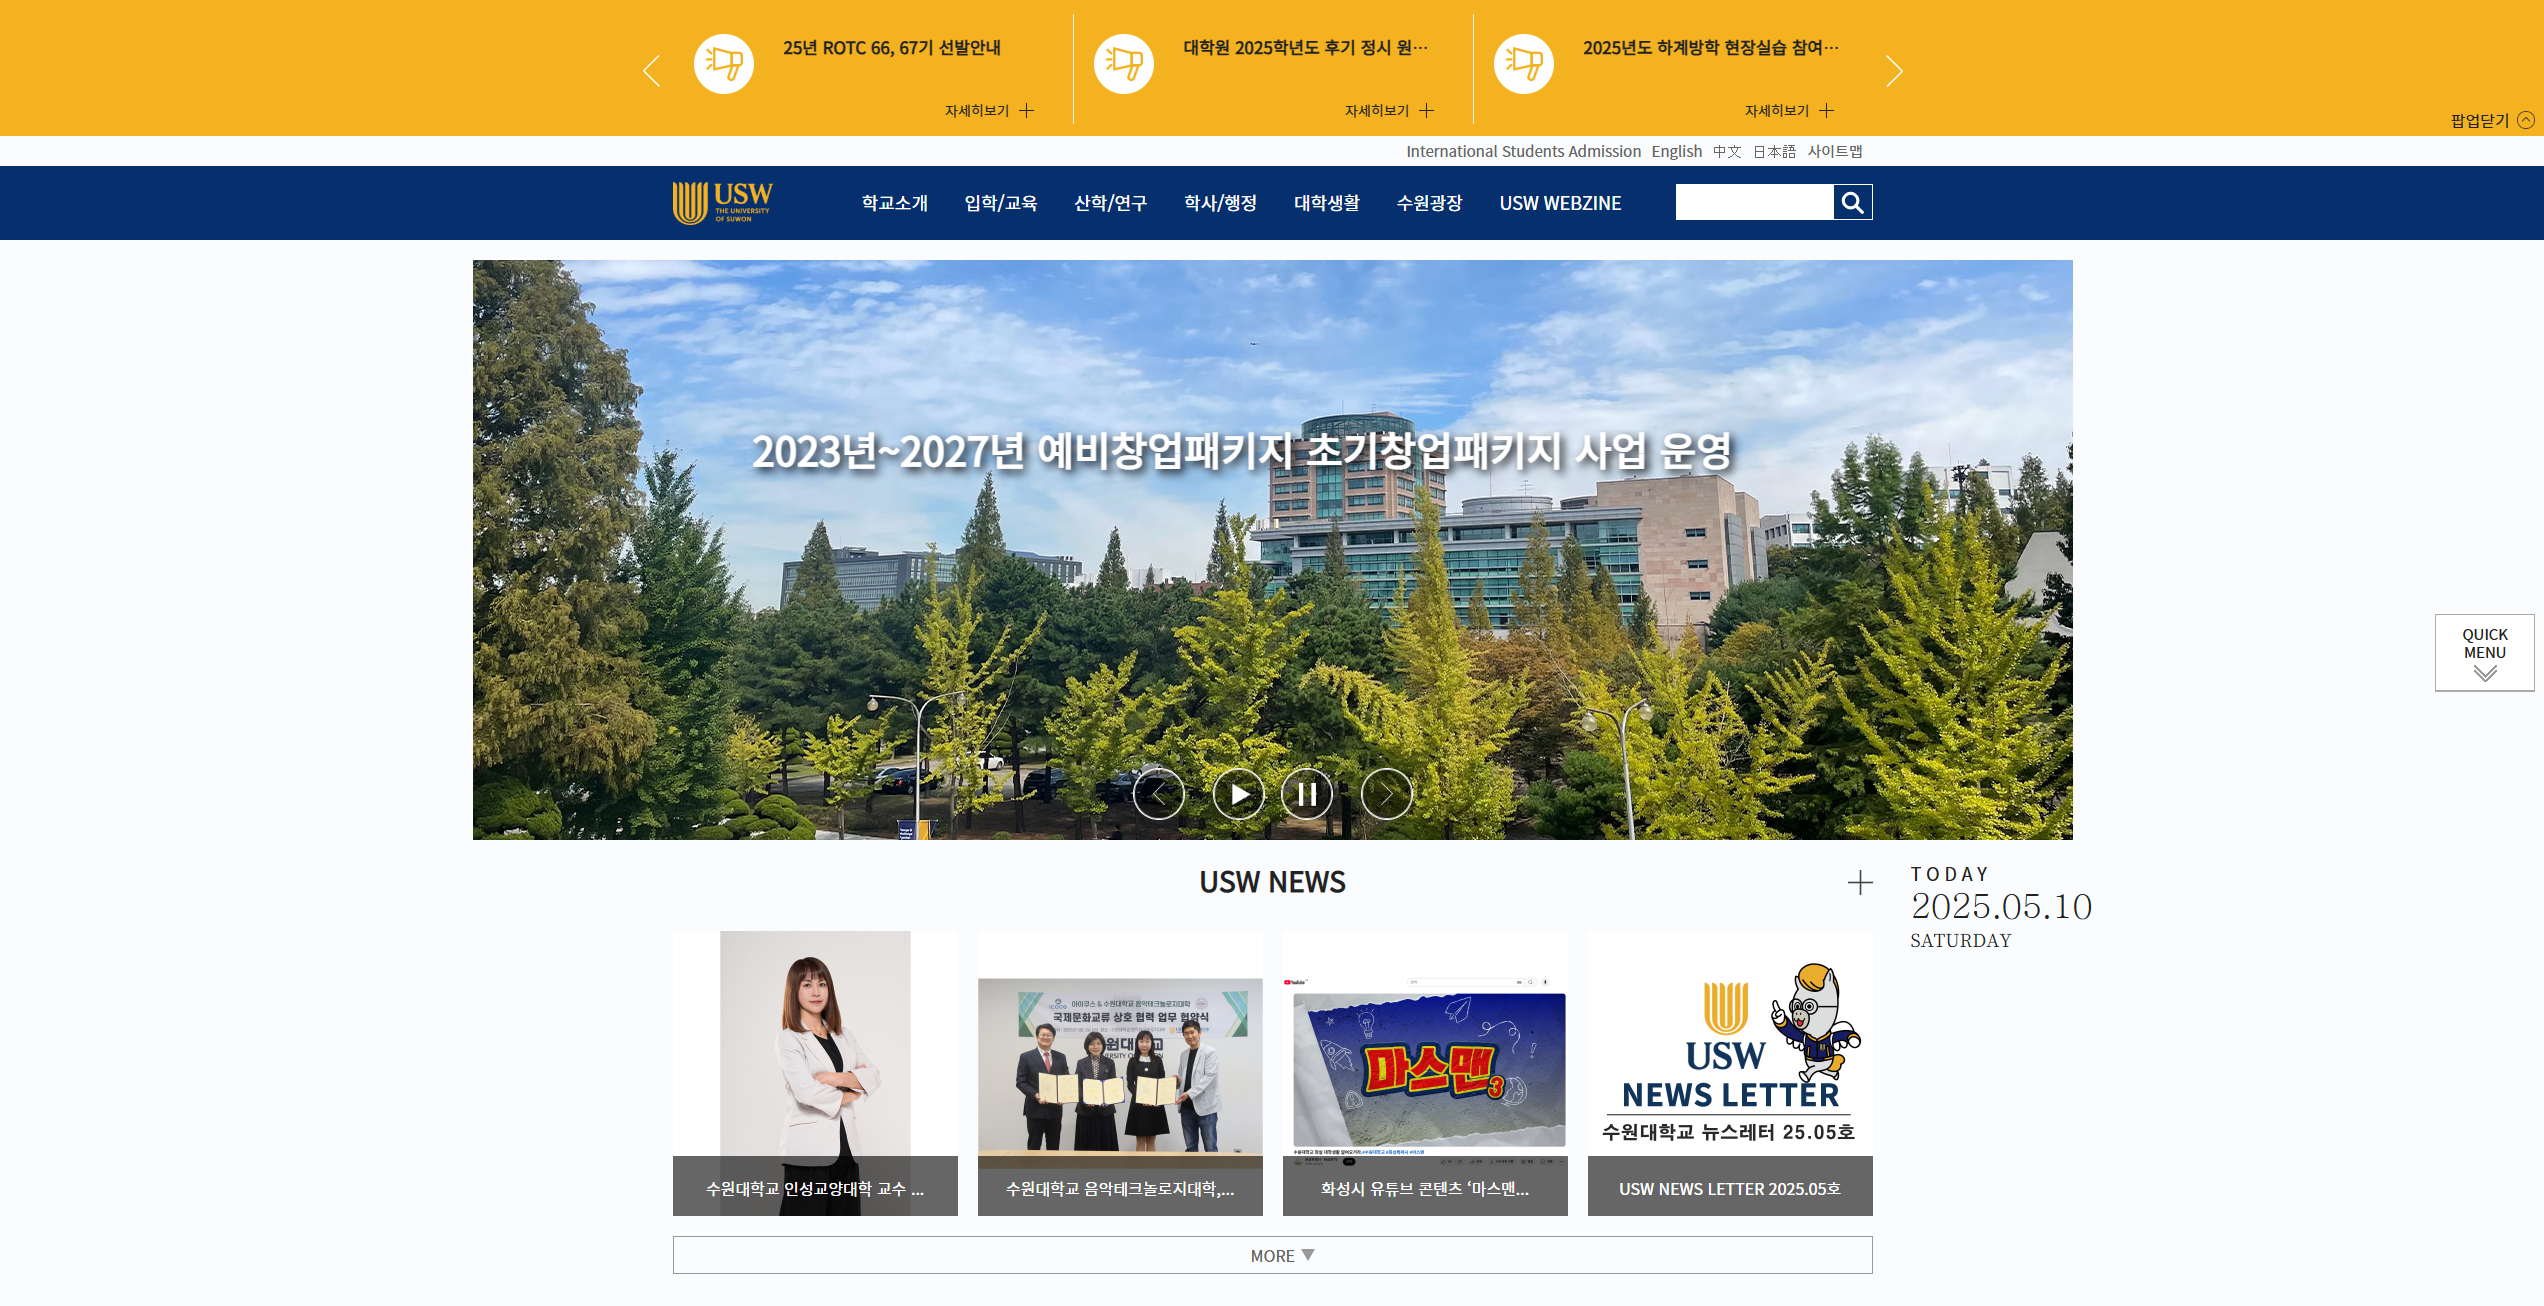 25년 ROTC 66, 67기 선발안내
자세히보기
대학원 2025학년도 후기 정시 원…
자세히보기
2025년도 하계방학 현장실습 참여…
자세히보기
팝업닫기
International Students Admission English 中文 日本語 사이트맵
USW
THE UNIVERSITY
OF SUWON
학교소개 입학/교육 산학/연구 학사/행정 대학생활 수원광장 USW WEBZINE
2023년~2027년 예비창업패키지 초기창업패키지 사업 운영
QUICK
MENU
USW NEWS
TODAY
2025.05.10
SATURDAY
아이쿠스 & 수원대학교 음악테크놀로지대학
국제문화교류 상호 협력 업무 협약식
YouTube
마스맨3
USW
NEWS LETTER
수원대학교 뉴스레터 25.05호
수원대학교 인성교양대학 교수 ...
수원대학교 음악테크놀로지대학,...
화성시 유튜브 콘텐츠 ‘마스맨...
USW NEWS LETTER 2025.05호
MORE ▼